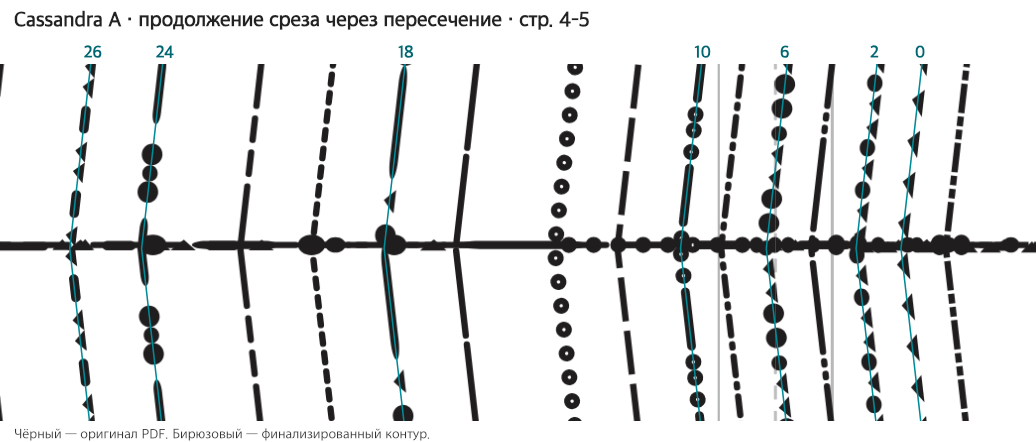 Cassandra A · продолжение среза через пересечение · стр. 4-5
26 24 18 10 6 2 0
Чёрный — оригинал PDF. Бирюзовый — финализированный контур.